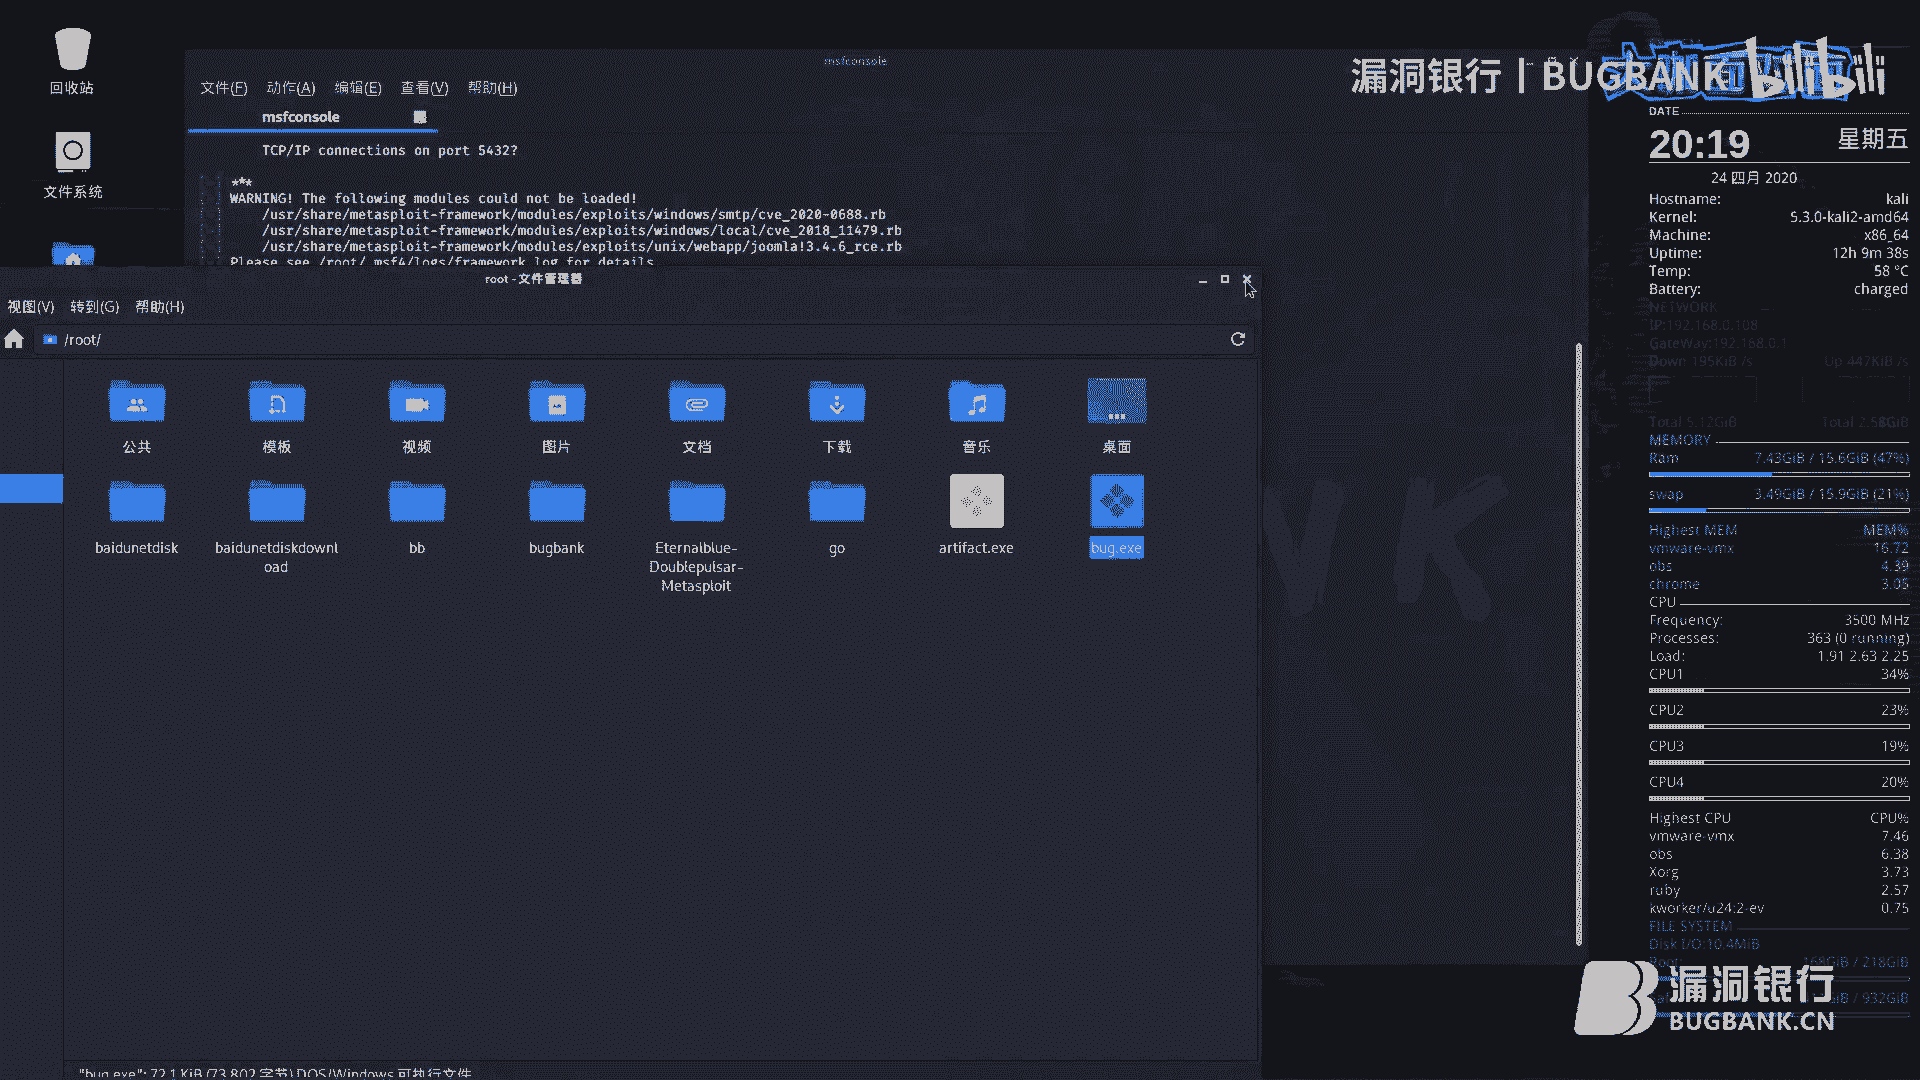 回收站
文件系统
msfconsole
文件(F) 动作(A) 编辑(E) 查看(V) 帮助(H)
msfconsole
TCP/IP connections on port 5432?
***
WARNING! The following modules could not be loaded!
/usr/share/metasploit-framework/modules/exploits/windows/smtp/cve_2020-0688.rb
/usr/share/metasploit-framework/modules/exploits/windows/local/cve_2018_11479.rb
/usr/share/metasploit-framework/modules/exploits/unix/webapp/joomla!3.4.6_rce.rb
Please see /root/.msf4/logs/framework.log for details.
root - 文件管理器
视图(V) 转到(G) 帮助(H)
/root/
公共 模板 视频 图片 文档 下载 音乐 桌面
baidunetdisk baidunetdiskdownload bb bugbank Eternalblue-Doublepulsar-Metasploit go artifact.exe bug.exe
"bug.exe": 72.1 KiB (73,802 字节) DOS/Windows 可执行文件
漏洞银行 | BUGBANK
bilibili
DATE
20:19 星期五
24 四月 2020
Hostname: kali
Kernel: 5.3.0-kali2-amd64
Machine: x86_64
Uptime: 12h 9m 38s
Temp: 58 °C
Battery: charged
NETWORK
IP:192.168.0.108
GateWay:192.168.0.1
Down 195KiB /s Up 447KiB /s
Total 5.12GiB Total 2.58GiB
MEMORY
Ram 7.43GiB / 15.6GiB (47%)
swap 3.49GiB / 15.9GiB (21%)
Highest MEM MEM%
vmware-vmx 16.72
obs 4.39
chrome 3.05
CPU
Frequency: 3500 MHz
Processes: 363 (0 running)
Load: 1.91 2.63 2.25
CPU1 34%
CPU2 23%
CPU3 19%
CPU4 20%
Highest CPU CPU%
vmware-vmx 7.46
obs 6.38
Xorg 3.73
ruby 2.57
kworker/u24:2-ev 0.75
FILE SYSTEM
Disk I/O:10.4MiB
Root: 168GiB / 218GiB
/ 932GiB
漏洞银行
BUGBANK.CN